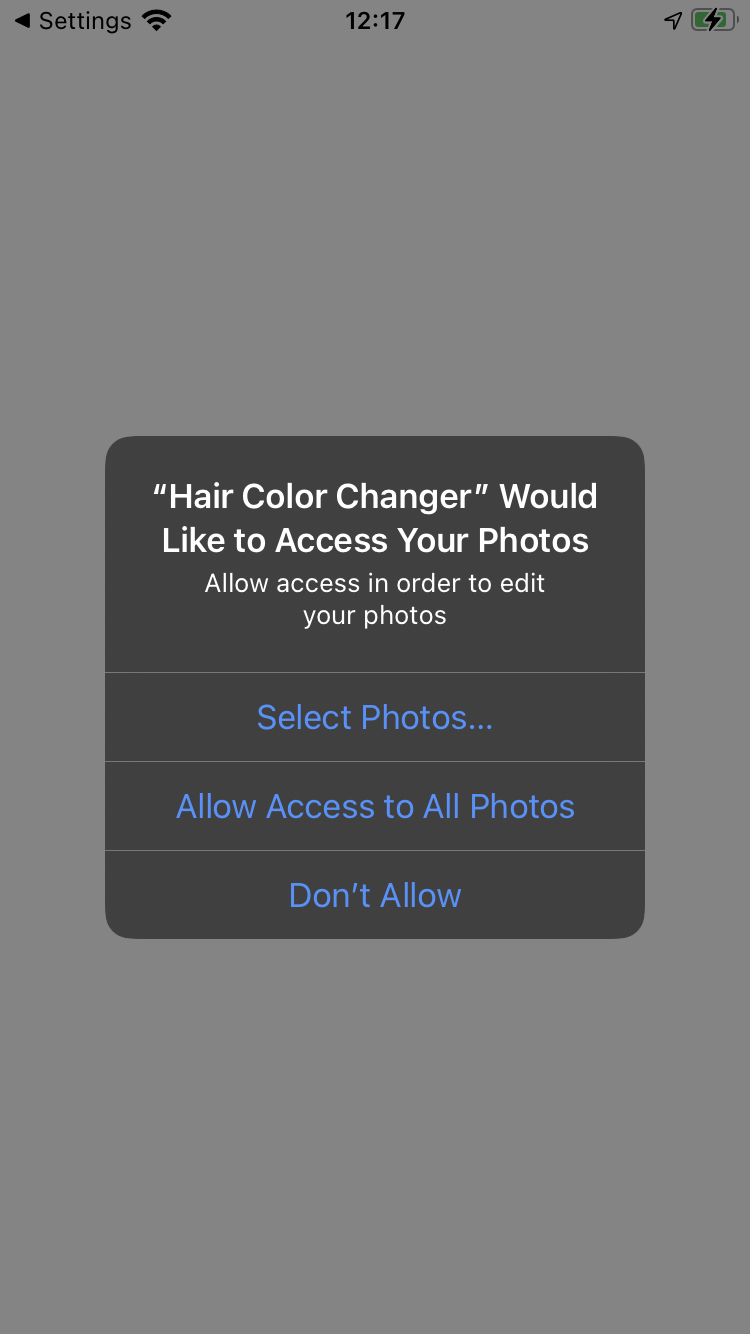 ◀ Settings 12:17
“Hair Color Changer” Would
Like to Access Your Photos
Allow access in order to edit
your photos
Select Photos...
Allow Access to All Photos
Don’t Allow